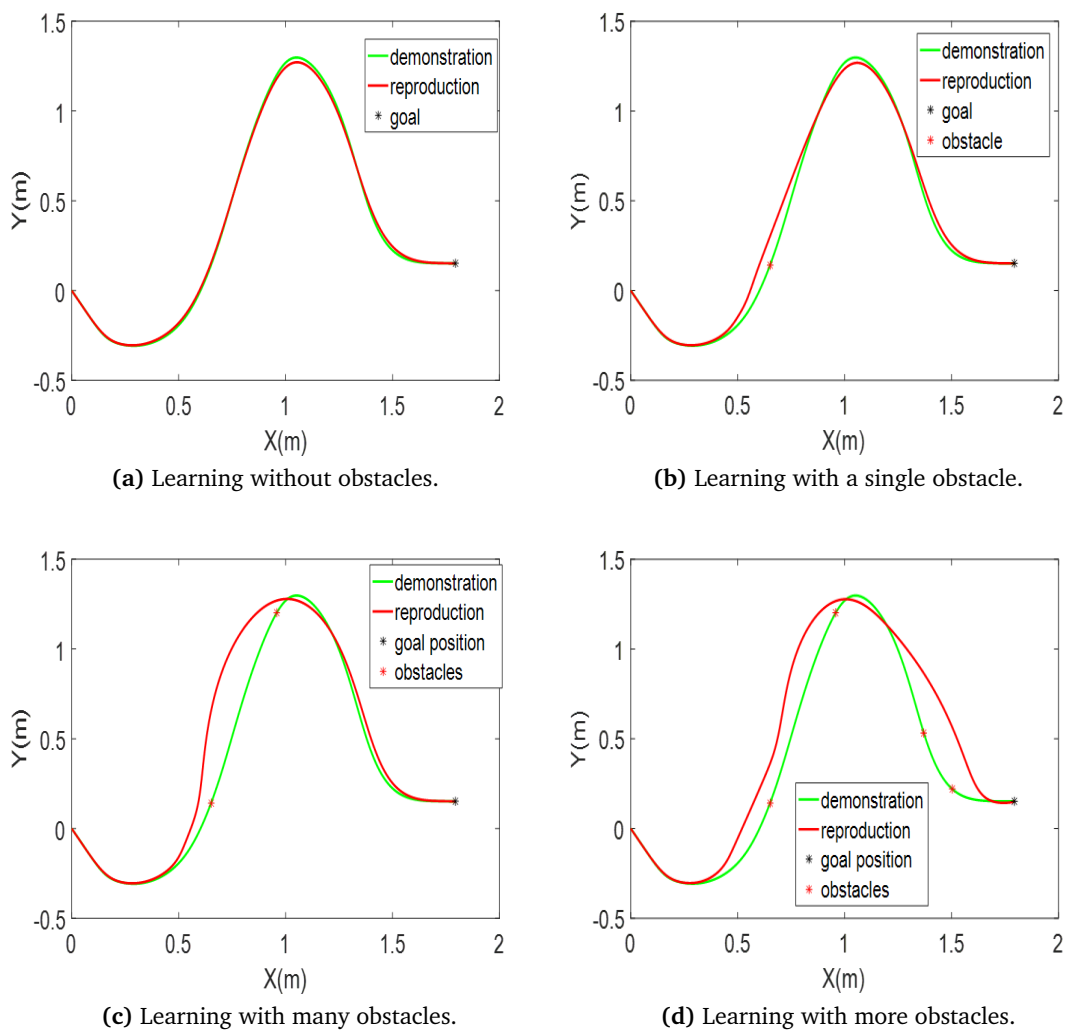 1.5
1
0.5
0
-0.5
0
0.5
1
1.5
2
Y(m)
X(m)
demonstration
reproduction
goal
(a) Learning without obstacles.
1.5
1
0.5
0
-0.5
0
0.5
1
1.5
2
Y(m)
X(m)
demonstration
reproduction
goal
obstacle
(b) Learning with a single obstacle.
1.5
1
0.5
0
-0.5
0
0.5
1
1.5
2
Y(m)
X(m)
demonstration
reproduction
goal position
obstacles
(c) Learning with many obstacles.
1.5
1
0.5
0
-0.5
0
0.5
1
1.5
2
Y(m)
X(m)
demonstration
reproduction
goal position
obstacles
(d) Learning with more obstacles.